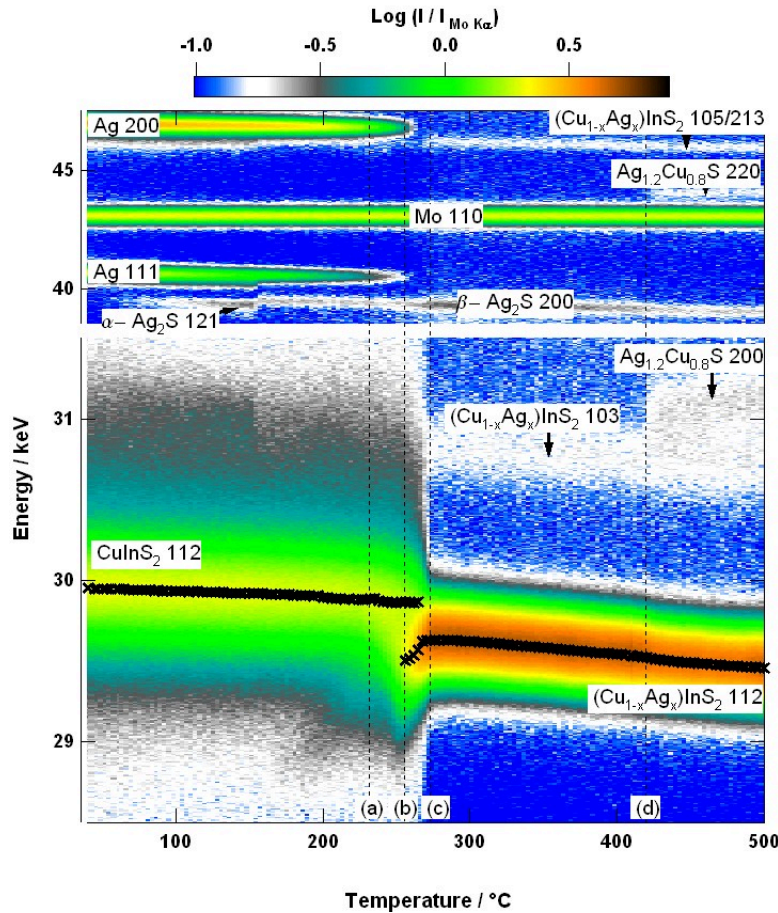 Log (I / I Mo Kα)
-1.0 -0.5 0.0 0.5
Ag 200
(Cu1-xAgx)InS2 105/213
45
Ag1.2Cu0.8S 220
Mo 110
Ag 111
40
β− Ag2S 200
α− Ag2S 121
Ag1.2Cu0.8S 200
31
(Cu1-xAgx)InS2 103
Energy / keV
CuInS2 112
30
(Cu1-xAgx)InS2 112
29
(a) (b) (c) (d)
100 200 300 400 500
Temperature / °C